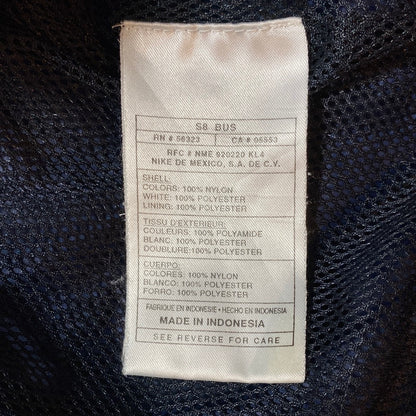 S8 BUS
RN # 56323 CA # 05553
RFC # NME 920220 KL4
NIKE DE MEXICO, S.A. DE C.V.
SHELL:
COLORS: 100% NYLON
WHITE: 100% POLYESTER
LINING: 100% POLYESTER
TISSU D'EXTERIEUR:
COULEURS: 100% POLYAMIDE
BLANC: 100% POLYESTER
DOUBLURE: 100% POLYESTER
CUERPO:
COLORES: 100% NYLON
BLANCO: 100% POLYESTER
FORRO: 100% POLYESTER
FABRIQUE EN INDONESIE • HECHO EN INDONESIA
MADE IN INDONESIA
SEE REVERSE FOR CARE